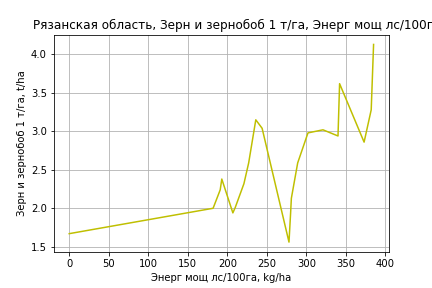 Рязанская область, Зерн и зернобоб 1 т/га, Энерг мощ лс/100г
4.0
3.5
3.0
2.5
2.0
1.5
Зерн и зернобоб 1 т/га, t/ha
0 50 100 150 200 250 300 350 400
Энерг мощ лс/100га, kg/ha